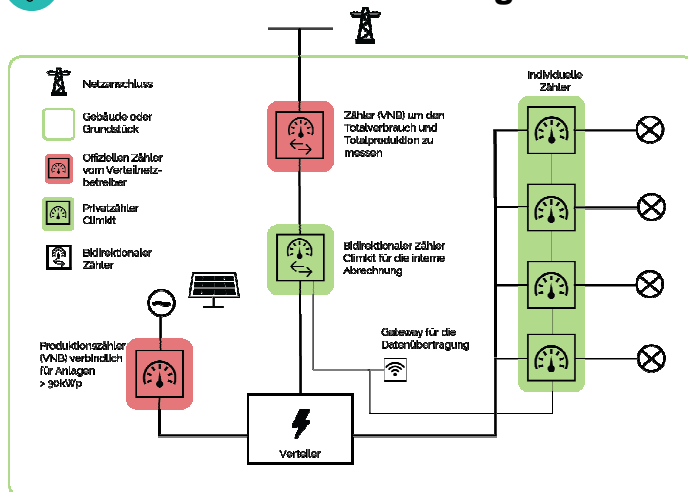 Netzanschluss
Gebäude oder
Grundstück
Offiziellen Zähler
vom Verteilnetz-
betreiber
Privatzähler
Climkit
Bidirektionaler
Zähler
Zähler (VNB) um den
Totalverbrauch und
Totalproduktion zu
messen
Individuelle
Zähler
Bidirektionaler Zähler
Climkit für die interne
Abrechnung
Produktionszähler
(VNB) verbindlich
für Anlagen
> 30kWp
Gateway für die
Datenübertragung
Verteiler